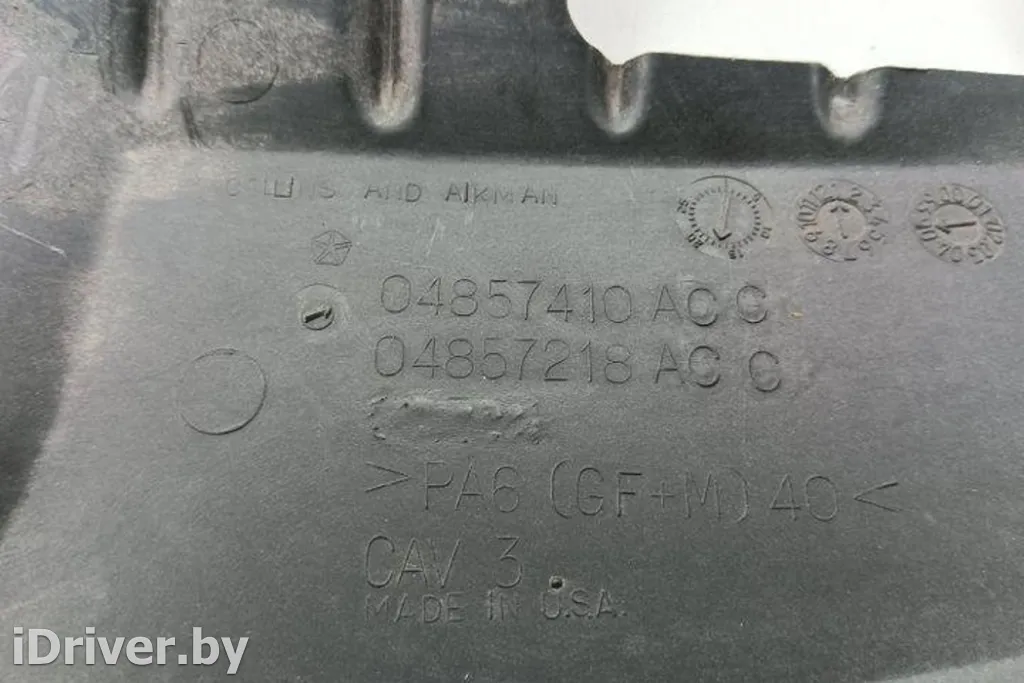 COLLINS AND AIKMAN
04857410 AC C
04857218 AC C
>PA6 (GF+M) 40<
CAV 3
MADE IN U.S.A.
iDriver.by